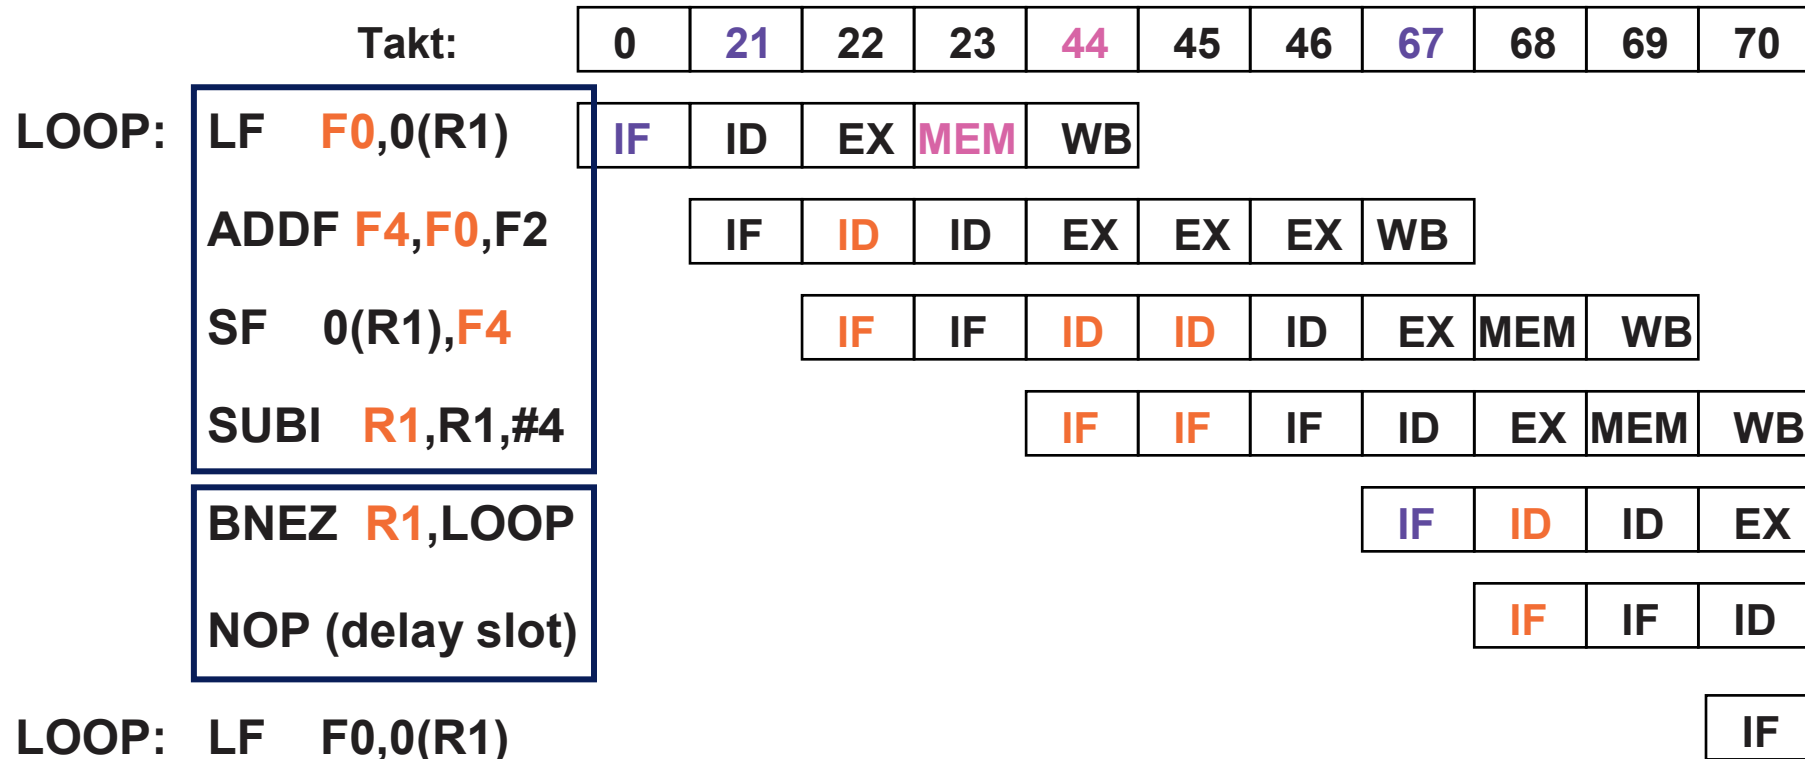 Takt: 0 21 22 23 44 45 46 67 68 69 70
LOOP: LF F0,0(R1) IF ID EX MEM WB
ADDF F4,F0,F2 IF ID ID EX EX EX WB
SF 0(R1),F4 IF IF ID ID ID EX MEM WB
SUBI R1,R1,#4 IF IF IF ID EX MEM WB
BNEZ R1,LOOP IF ID ID EX
NOP (delay slot) IF IF ID
LOOP: LF F0,0(R1) IF